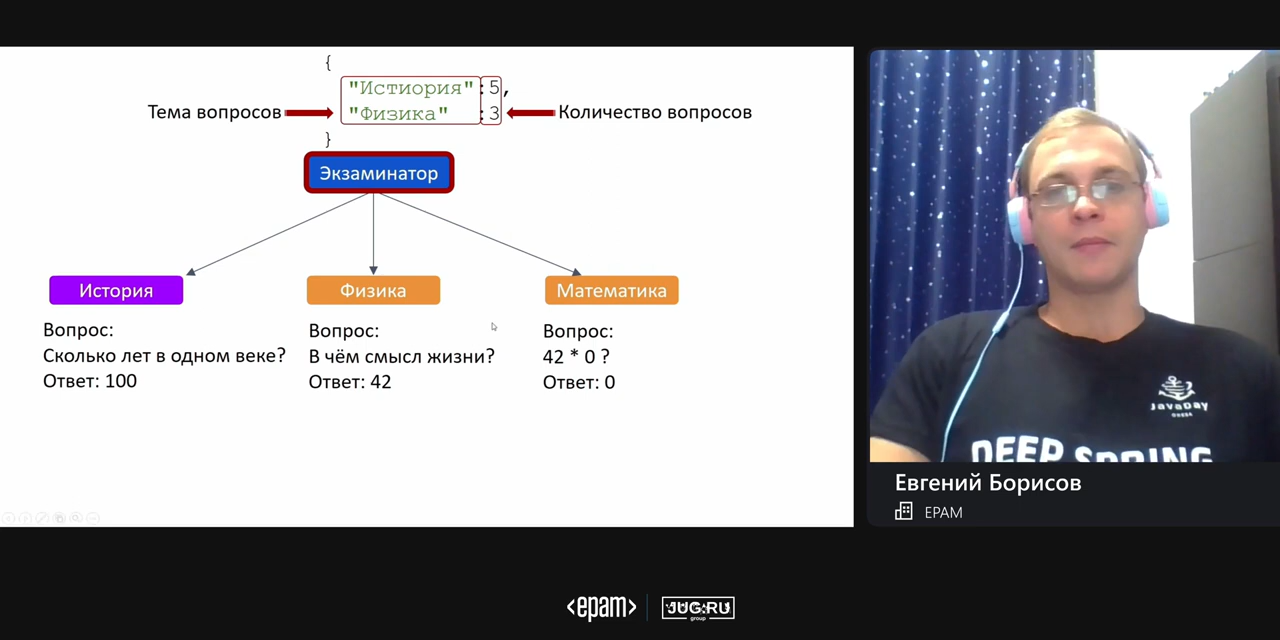 {
"Истиория":5,
"Физика" :3
}
Тема вопросов
Количество вопросов
Экзаминатор
История
Вопрос:
Сколько лет в одном веке?
Ответ: 100
Физика
Вопрос:
В чём смысл жизни?
Ответ: 42
Математика
Вопрос:
42 * 0 ?
Ответ: 0
JavaDay
DEEP SPRING
Евгений Борисов
EPAM
<epam>
JUG.RU
group